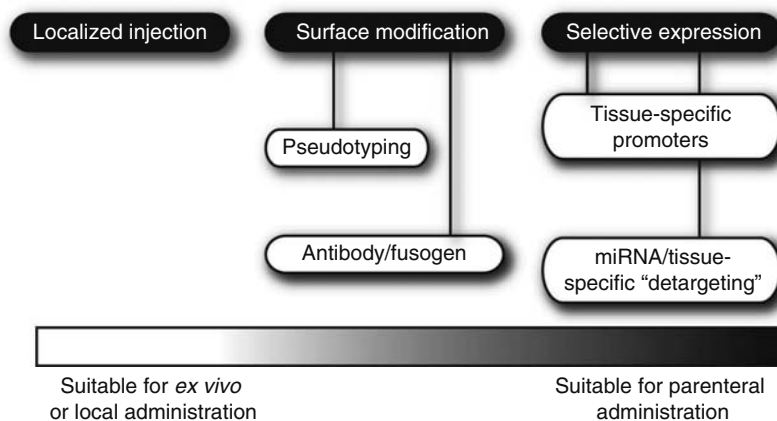 Localized injection
Surface modification
Selective expression
Pseudotyping
Tissue-specific
promoters
Antibody/fusogen
miRNA/tissue-
specific “detargeting”
Suitable for ex vivo
or local administration
Suitable for parenteral
administration